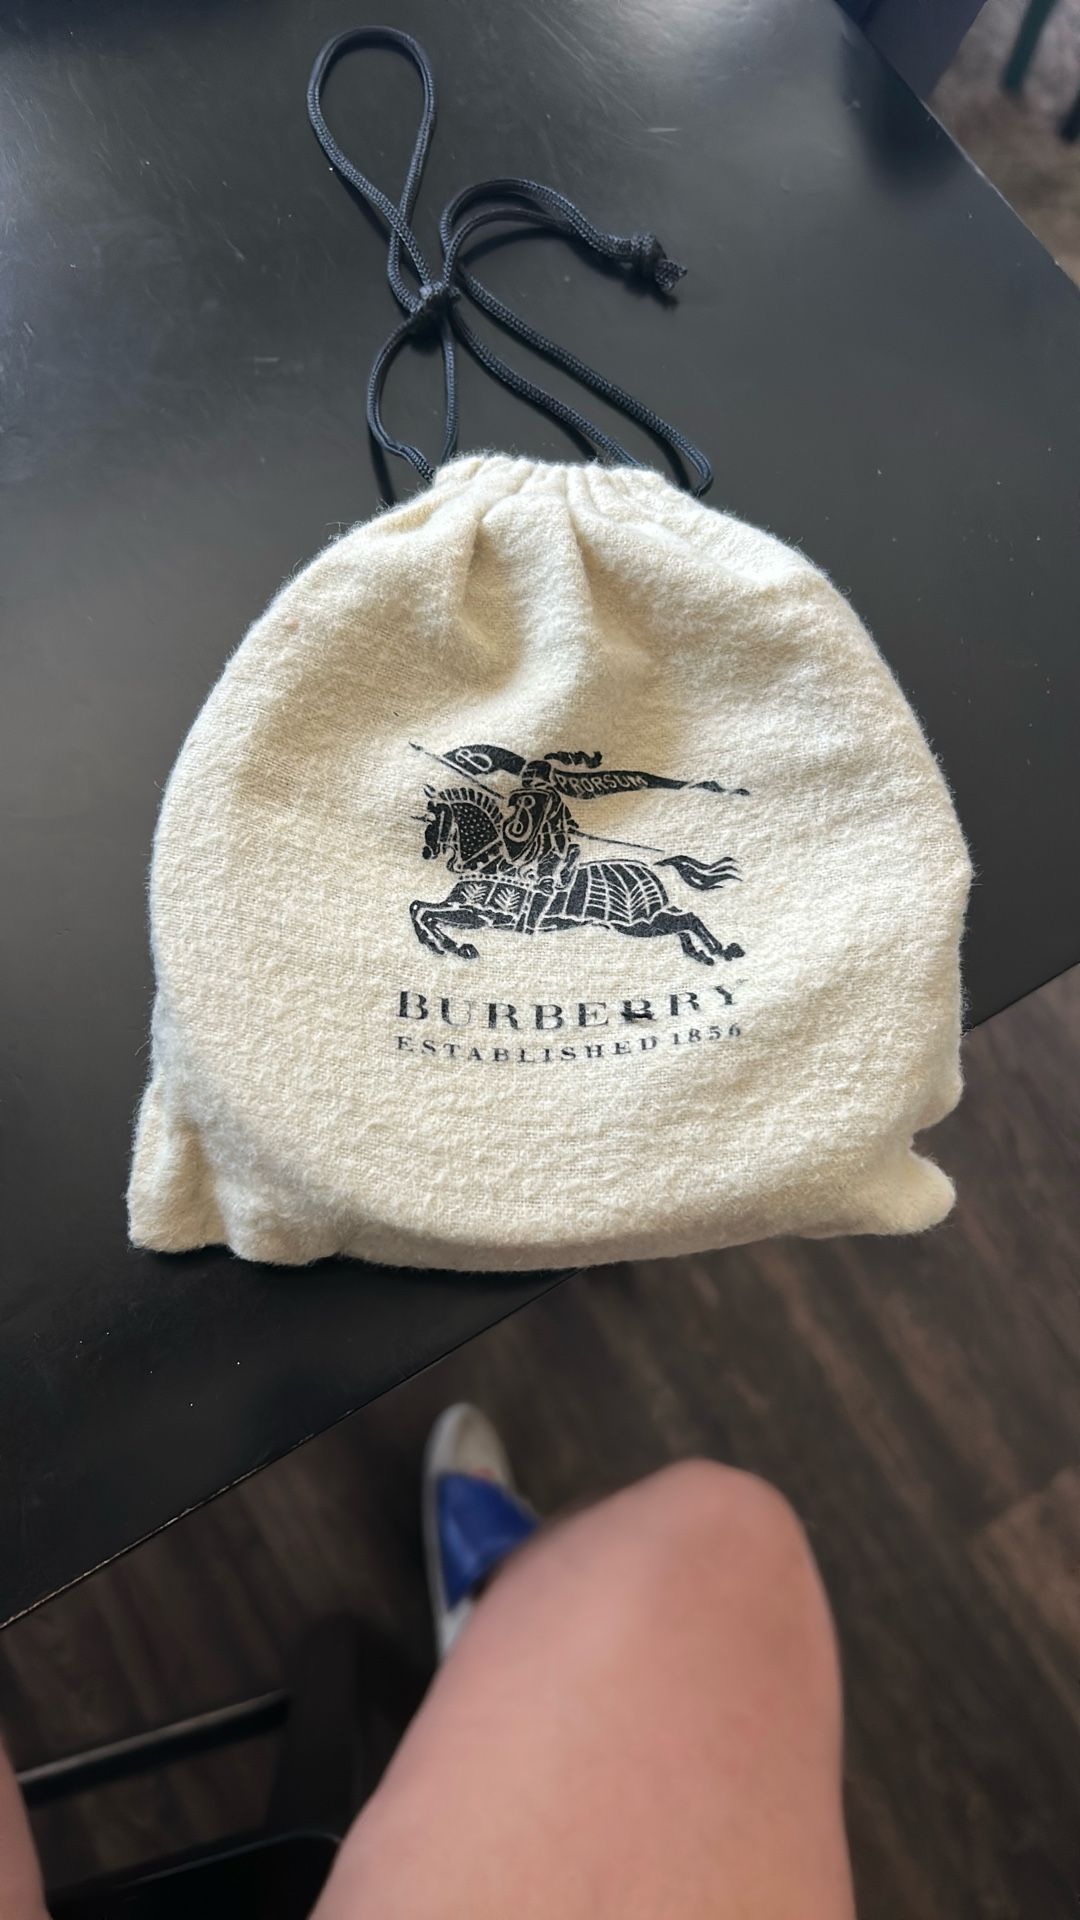 B PRORSUM
B
BURBERRY
ESTABLISHED 1856